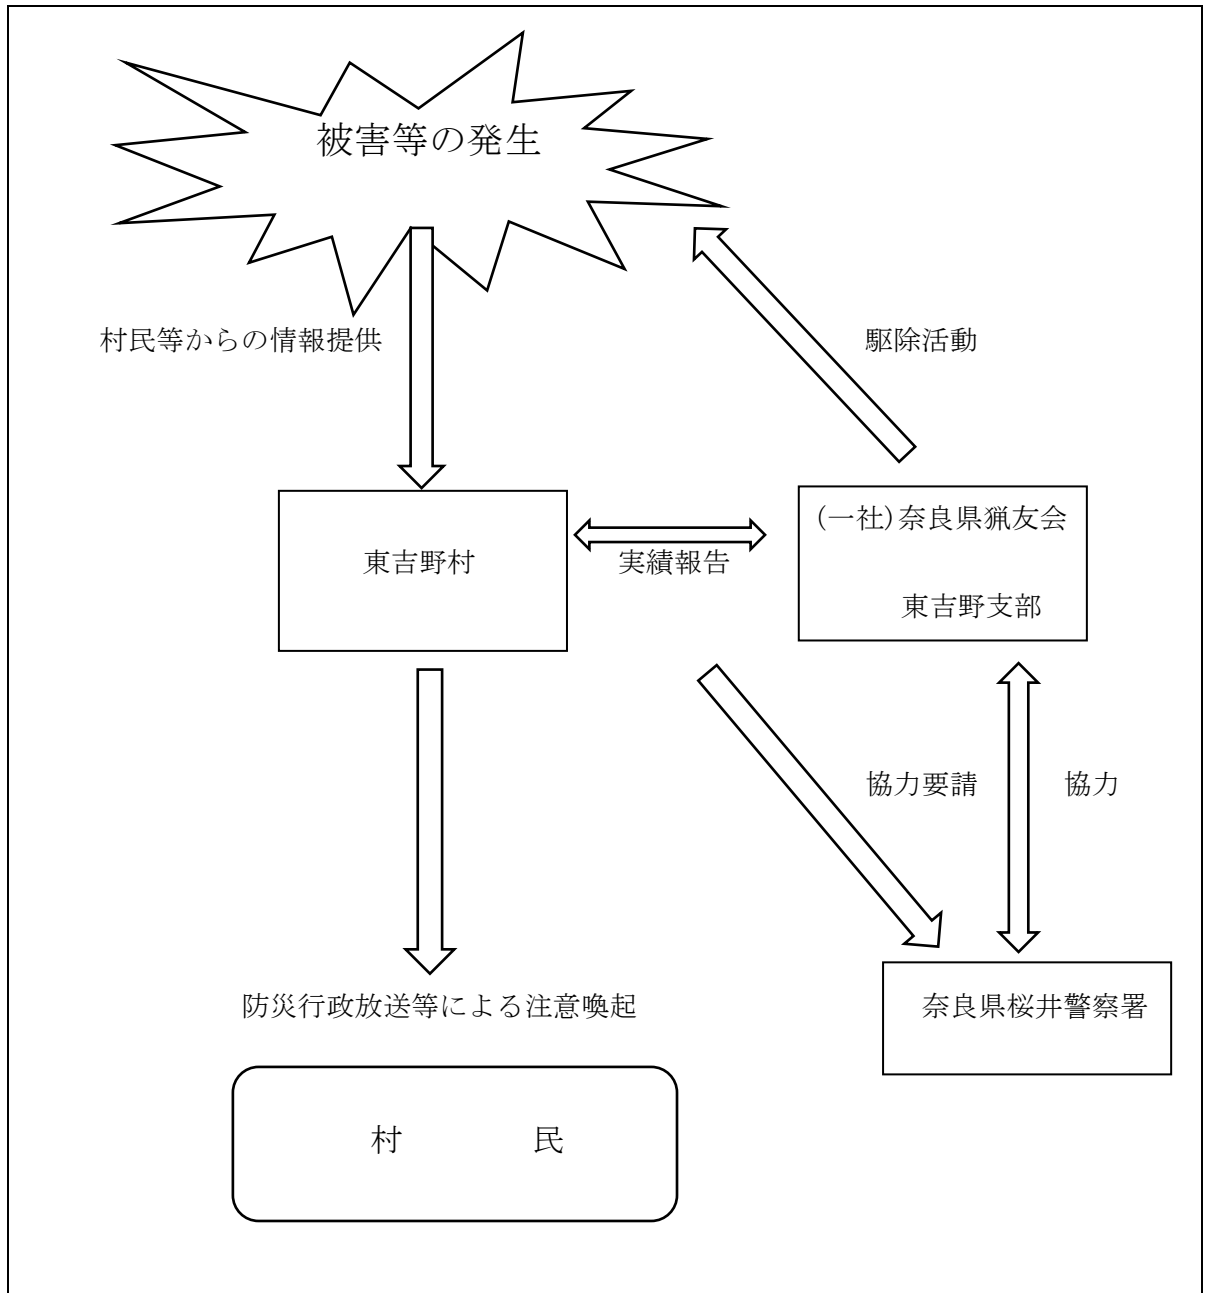 被害等の発生
村民等からの情報提供
駆除活動
(一社)奈良県猟友会
東吉野支部
東吉野村
実績報告
協力要請
協力
防災行政放送等による注意喚起
奈良県桜井警察署
村　　　　民